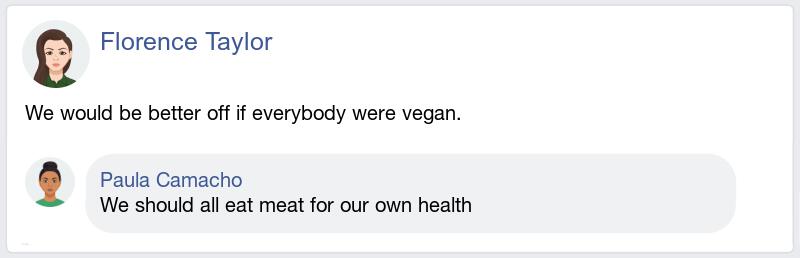 Florence Taylor
We would be better off if everybody were vegan.
Paula Camacho
We should all eat meat for our own health